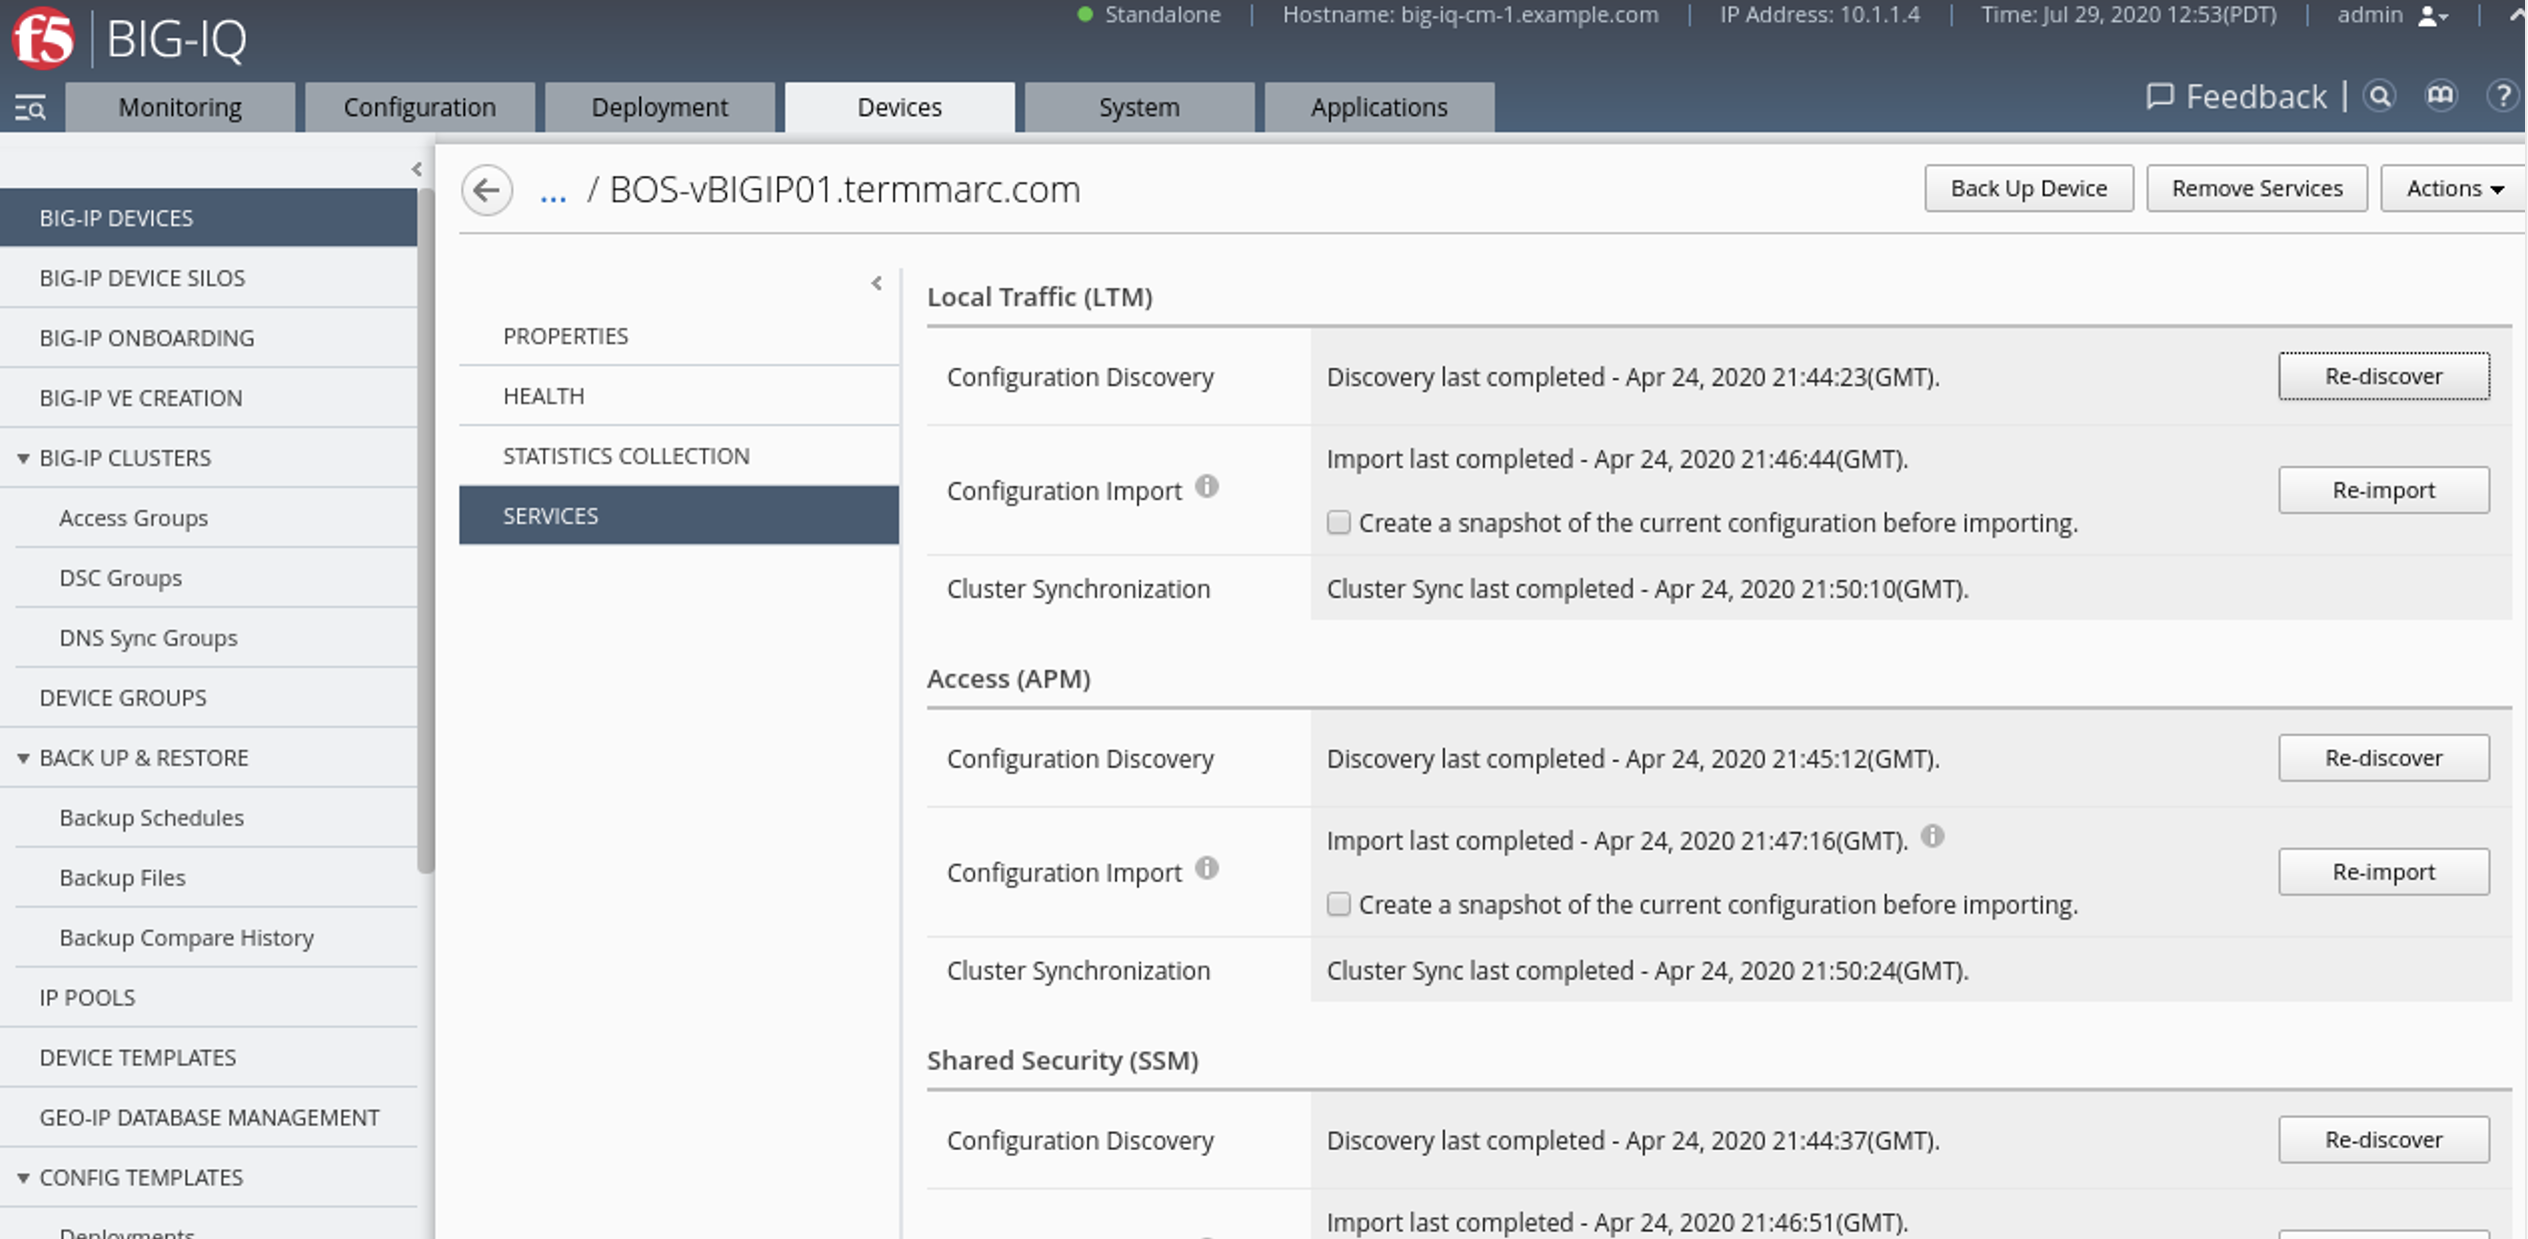 f5 BIG-IQ
Standalone | Hostname: big-iq-cm-1.example.com | IP Address: 10.1.1.4 | Time: Jul 29, 2020 12:53(PDT) | admin
Monitoring Configuration Deployment Devices System Applications
Feedback | ?
BIG-IP DEVICES
BIG-IP DEVICE SILOS
BIG-IP ONBOARDING
BIG-IP VE CREATION
BIG-IP CLUSTERS
Access Groups
DSC Groups
DNS Sync Groups
DEVICE GROUPS
BACK UP & RESTORE
Backup Schedules
Backup Files
Backup Compare History
IP POOLS
DEVICE TEMPLATES
GEO-IP DATABASE MANAGEMENT
CONFIG TEMPLATES
Deployments
... / BOS-vBIGIP01.termmarc.com
Back Up Device Remove Services Actions
PROPERTIES
HEALTH
STATISTICS COLLECTION
SERVICES
Local Traffic (LTM)
Configuration Discovery Discovery last completed - Apr 24, 2020 21:44:23(GMT). Re-discover
Configuration Import Import last completed - Apr 24, 2020 21:46:44(GMT). Re-import
Create a snapshot of the current configuration before importing.
Cluster Synchronization Cluster Sync last completed - Apr 24, 2020 21:50:10(GMT).
Access (APM)
Configuration Discovery Discovery last completed - Apr 24, 2020 21:45:12(GMT). Re-discover
Configuration Import Import last completed - Apr 24, 2020 21:47:16(GMT). Re-import
Create a snapshot of the current configuration before importing.
Cluster Synchronization Cluster Sync last completed - Apr 24, 2020 21:50:24(GMT).
Shared Security (SSM)
Configuration Discovery Discovery last completed - Apr 24, 2020 21:44:37(GMT). Re-discover
Import last completed - Apr 24, 2020 21:46:51(GMT).